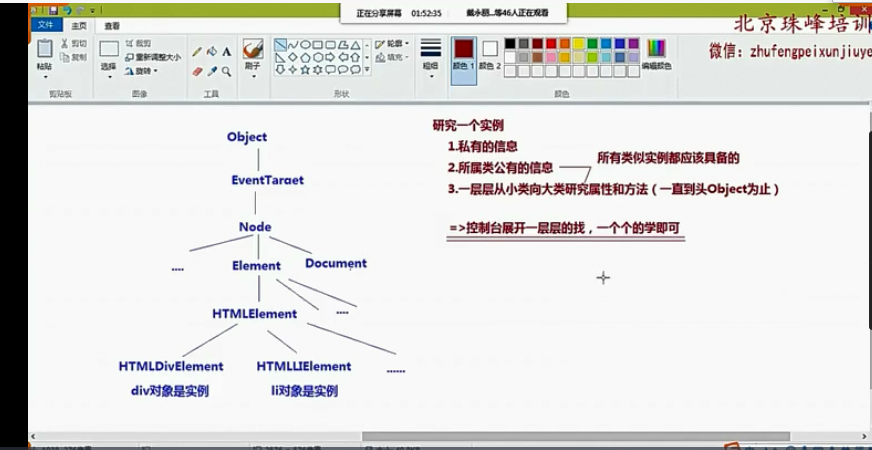 正在分享屏幕 01:52:35 戴永丽...等46人正在观看
北京珠峰培训
微信：zhufengpeixunjiuye
文件 主页 查看
粘贴 剪切 复制
选择 裁剪 重新调整大小 旋转
刷子
轮廓
填充
粗细
颜色 1
颜色 2
编辑颜色
剪贴板 图像 工具 形状 颜色
Object
EventTarget
Node
....
Element
Document
....
HTMLElement
HTMLDivElement
HTMLLIElement
......
div对象是实例
li对象是实例
研究一个实例
1.私有的信息
2.所属类公有的信息
所有类似实例都应该具备的
3.一层层从小类向大类研究属性和方法（一直到头Object为止）
=>控制台展开一层层的找，一个个的学即可